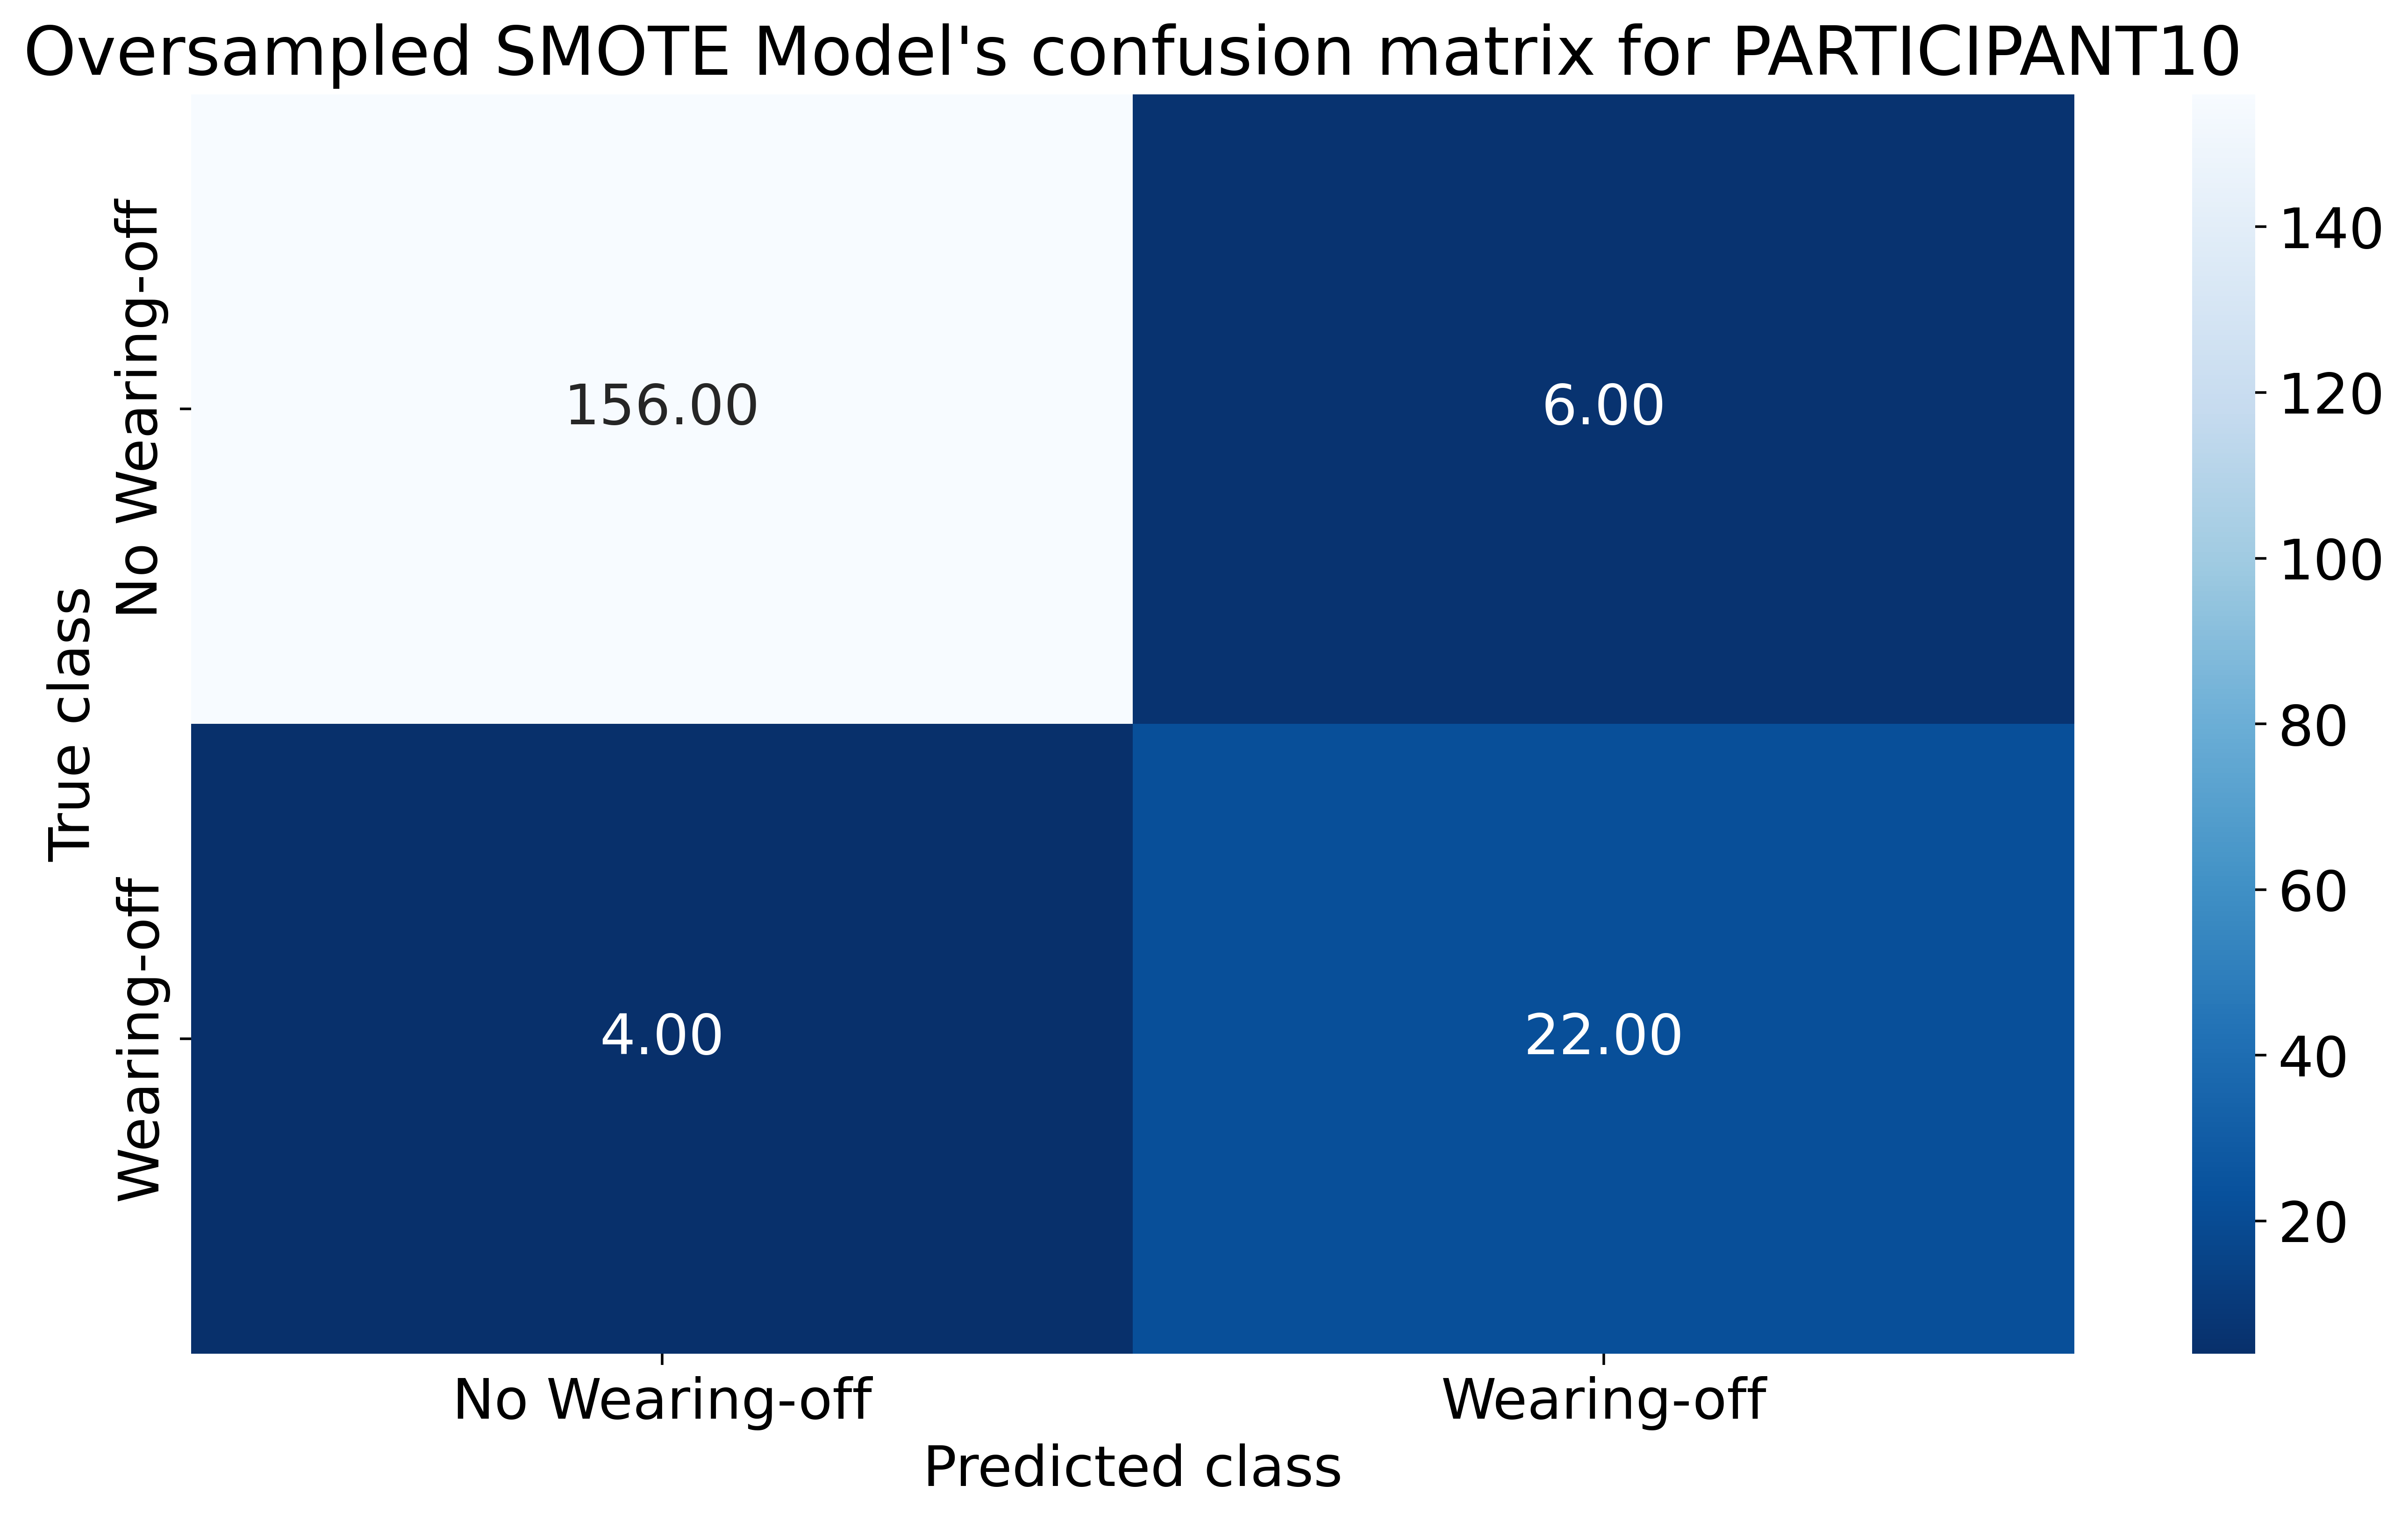 Oversampled SMOTE Model's confusion matrix for PARTICIPANT10
True class
No Wearing-off
Wearing-off
156.00
6.00
4.00
22.00
No Wearing-off
Wearing-off
Predicted class
140
120
100
80
60
40
20